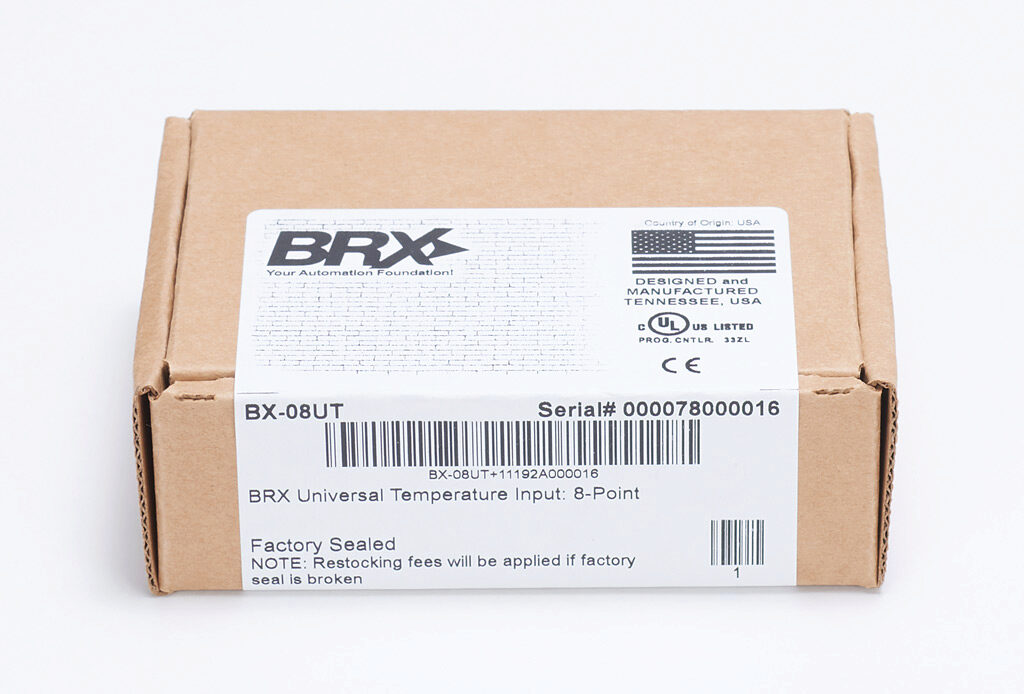 BRX
Your Automation Foundation!
Country of Origin: USA
DESIGNED and
MANUFACTURED
TENNESSEE, USA
C UL US LISTED
PROG. CNTLR. 33ZL
CE
BX-08UT Serial# 000078000016
BX-08UT+11192A000016
BRX Universal Temperature Input: 8-Point
Factory Sealed
NOTE: Restocking fees will be applied if factory
seal is broken
1